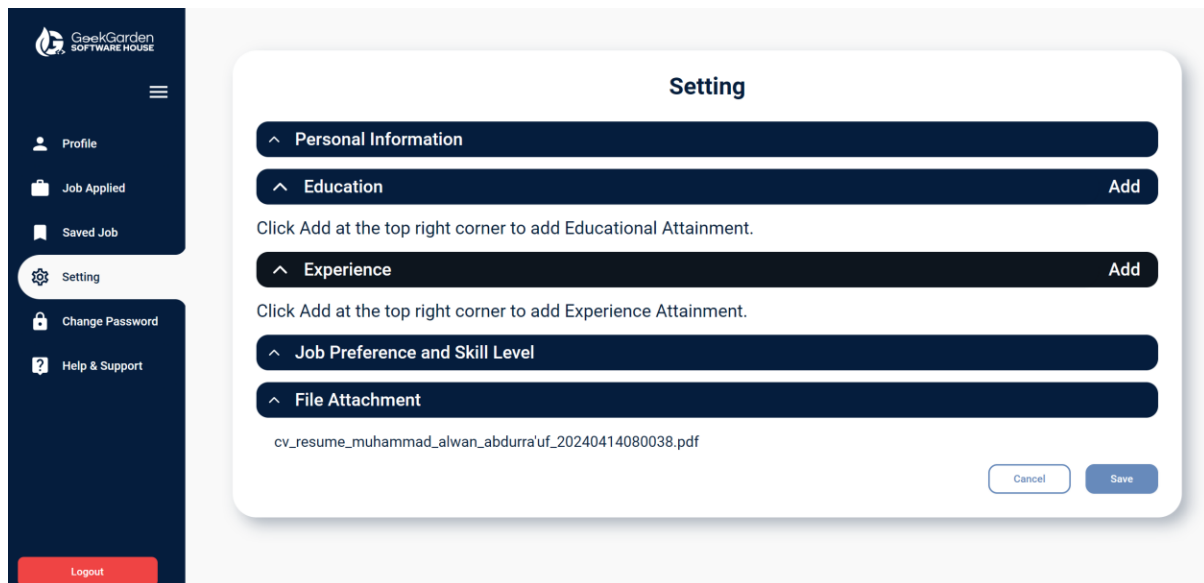 GeekGarden
SOFTWARE HOUSE
Profile
Job Applied
Saved Job
Setting
Change Password
Help & Support
Logout
Setting
Personal Information
Education Add
Click Add at the top right corner to add Educational Attainment.
Experience Add
Click Add at the top right corner to add Experience Attainment.
Job Preference and Skill Level
File Attachment
cv_resume_muhammad_alwan_abdurra'uf_20240414080038.pdf
Cancel Save